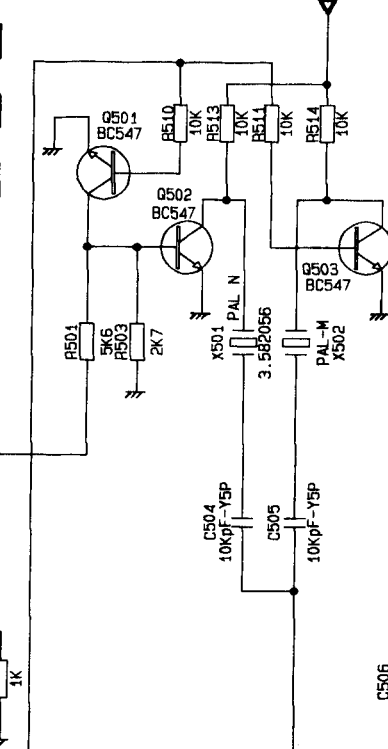 Q501
BC547
R510
10K
R513
10K
R511
10K
R514
10K
Q502
BC547
Q503
BC547
R501
5K6
R503
2K7
X501
PAL N
3.582056
PAL-M
X502
C504
10KpF-Y5P
C505
10KpF-Y5P
1K
C506